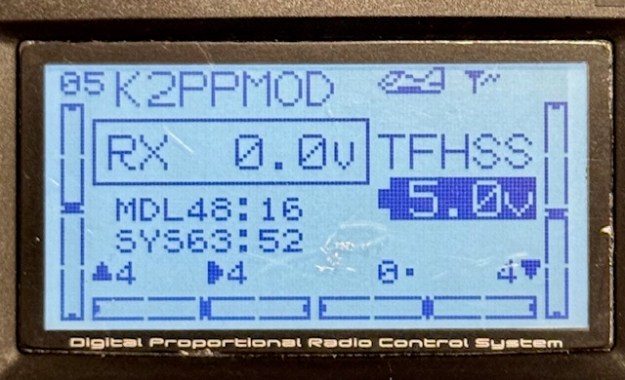 05 K2PPMOD
RX 0.0v TFHSS
5.0v
MDL48:16
SYS63:52
4 4 0 4
Digital Proportional Radio Control System